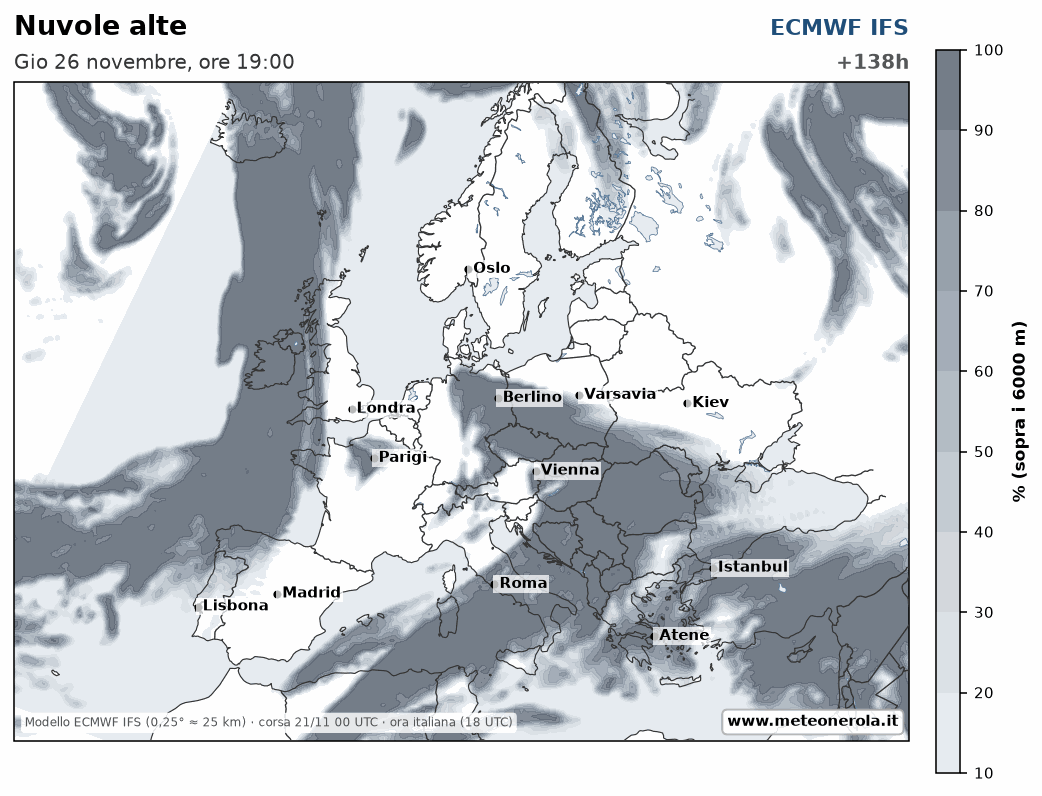 Nuvole alte
ECMWF IFS
Gio 26 novembre, ore 19:00
+138h
100
90
80
70
60
50
40
30
20
10
% (sopra i 6000 m)
Oslo
Berlino
Varsavia
Kiev
Londra
Parigi
Vienna
Istanbul
Roma
Madrid
Lisbona
Atene
Modello ECMWF IFS (0,25° ≈ 25 km) · corsa 21/11 00 UTC · ora italiana (18 UTC)
www.meteonerola.it